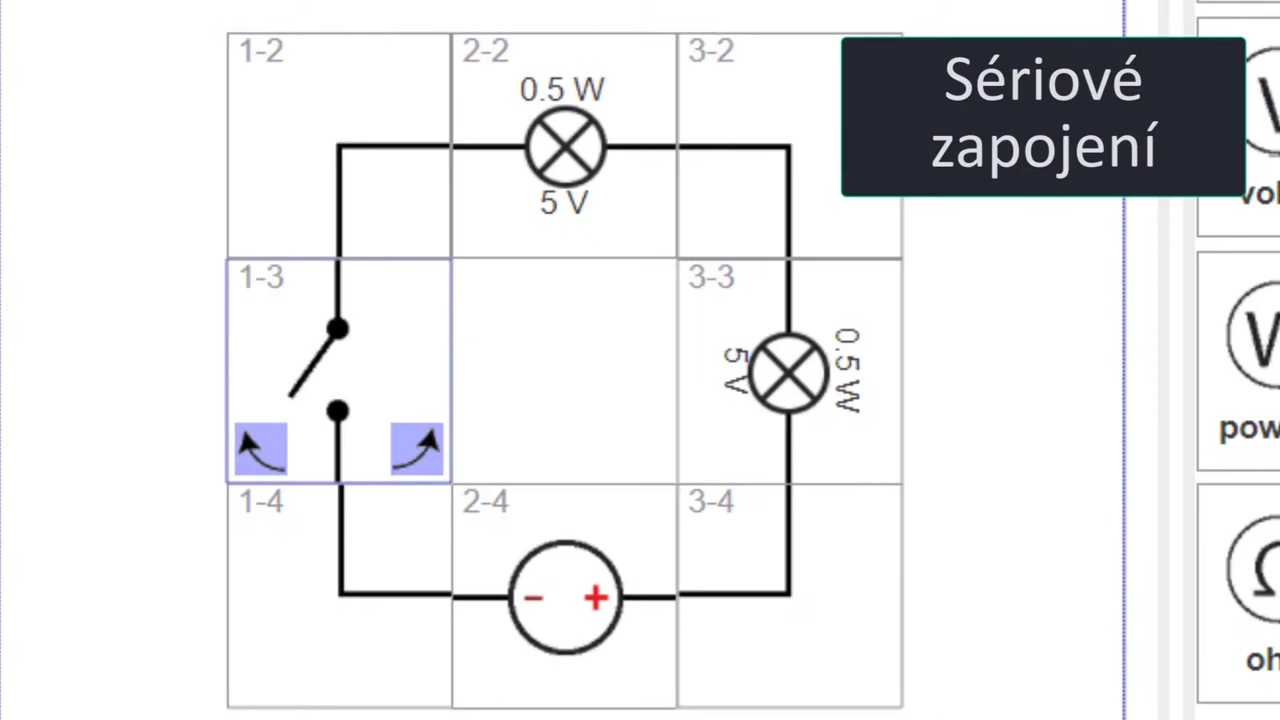 1-2
2-2
3-2
Sériové
zapojení
0.5 W
5 V
V
1-3
3-3
5 V
0.5 W
V
pow
1-4
2-4
3-4
− +
Ω
oh